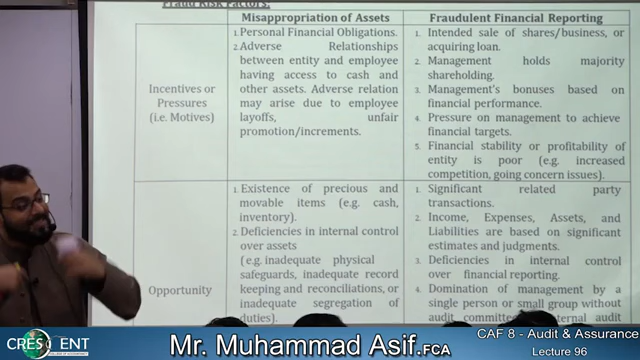 Fraud Risk Factors:
Misappropriation of Assets
Fraudulent Financial Reporting
Incentives or
Pressures
(i.e. Motives)
1. Personal Financial Obligations.
2. Adverse Relationships
between entity and employee
having access to cash and
other assets. Adverse relation
may arise due to employee
layoffs, unfair
promotion/increments.
1. Intended sale of shares/business, or
acquiring loan.
2. Management holds majority
shareholding.
3. Management's bonuses based on
financial performance.
4. Pressure on management to achieve
financial targets.
5. Financial stability or profitability of
entity is poor (e.g. increased
competition, going concern issues).
Opportunity
1. Existence of precious and
movable items (e.g. cash,
inventory).
2. Deficiencies in internal control
over assets
(e.g. inadequate physical
safeguards, inadequate record
keeping and reconciliations, or
inadequate segregation of
duties).
1. Significant related party
transactions.
2. Income, Expenses, Assets, and
Liabilities are based on significant
estimates and judgments.
3. Deficiencies in internal control
over financial reporting.
4. Domination of management by a
single person or small group without
audit
audit
CRESCENT
Mr. Muhammad Asif.FCA
CAF 8 - Audit & Assurance
Lecture 96